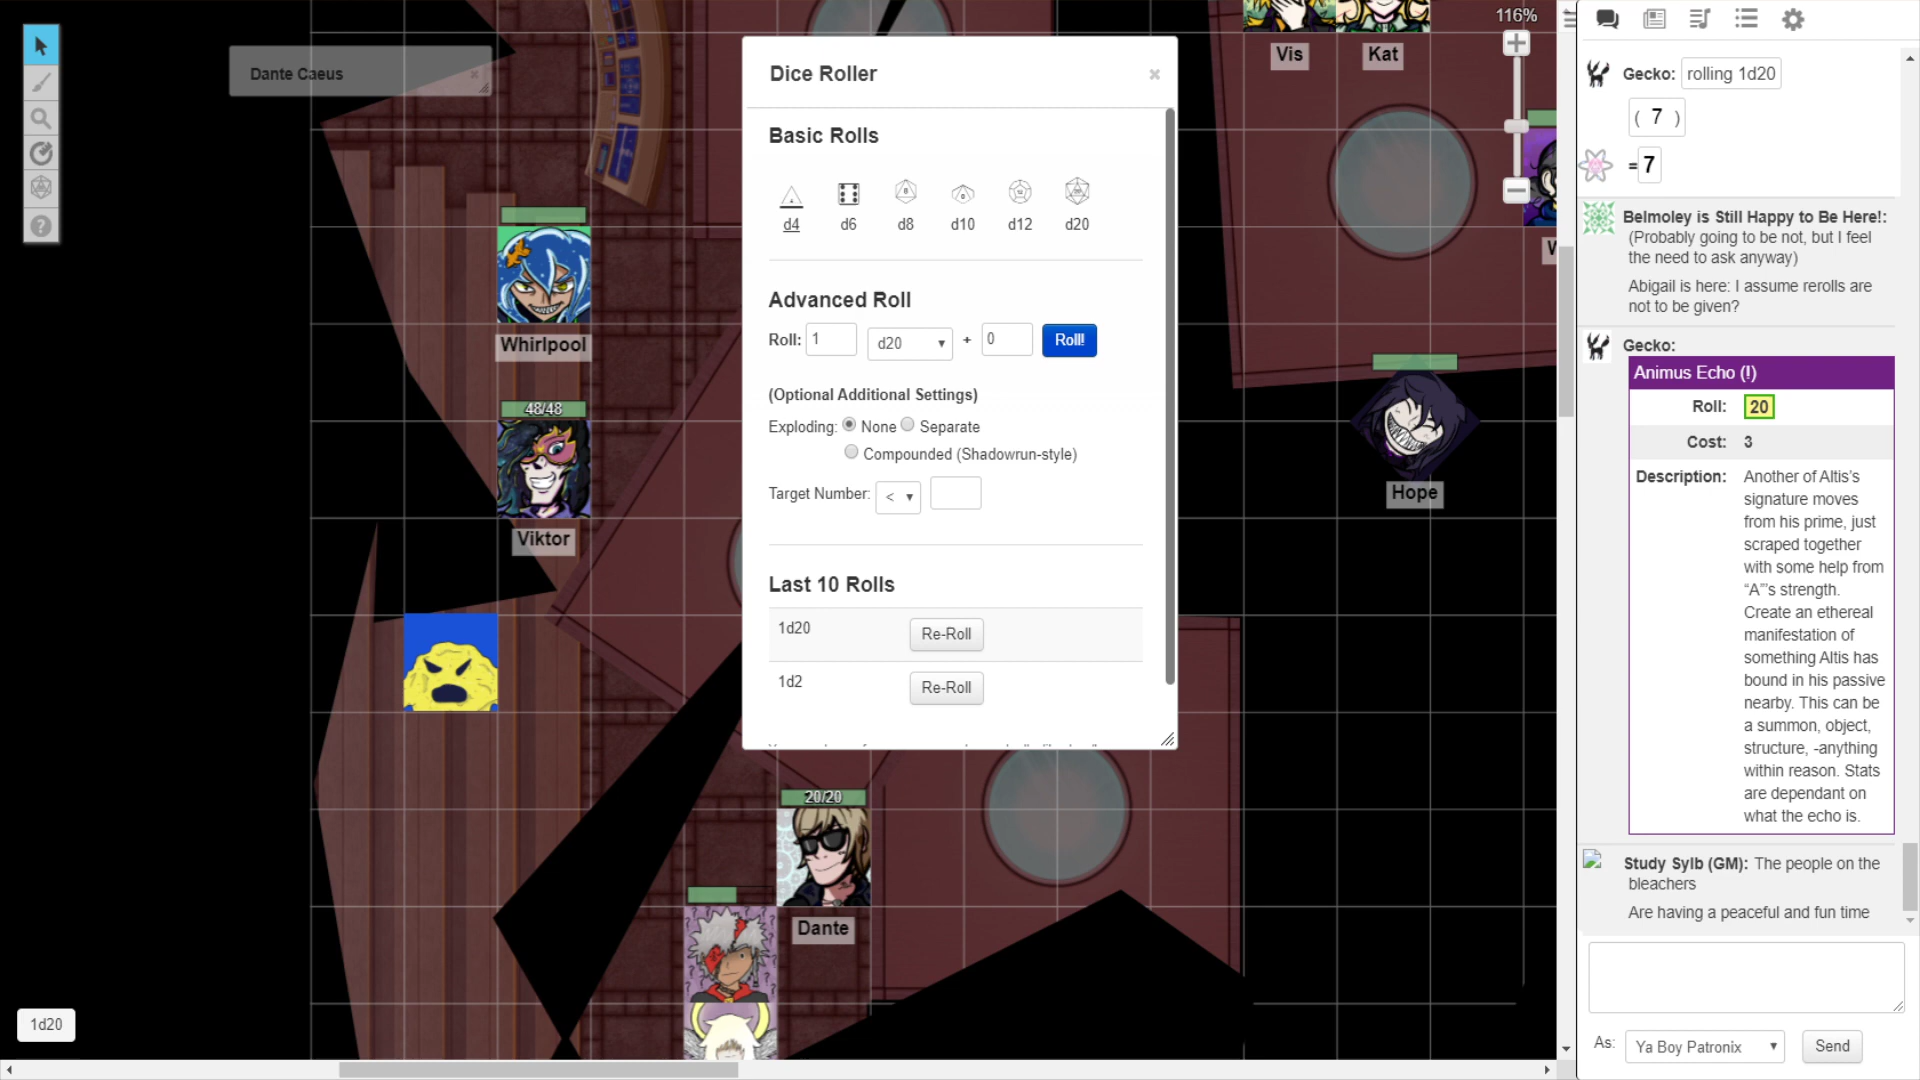 Dante Caeus
Whirlpool
48/48
Viktor
20/20
Dante
1d20
Dice Roller
Basic Rolls
d4 d6 d8 d10 d12 d20
Advanced Roll
Roll: 1 d20 + 0 Roll!
(Optional Additional Settings)
Exploding: None Separate
Compounded (Shadowrun-style)
Target Number: <
Last 10 Rolls
1d20 Re-Roll
1d2 Re-Roll
Vis Kat
Hope
116%
Gecko: rolling 1d20
( 7 )
=7
Belmoley is Still Happy to Be Here!:
(Probably going to be not, but I feel
the need to ask anyway)
Abigail is here: I assume rerolls are
not to be given?
Gecko:
Animus Echo (!)
Roll: 20
Cost: 3
Description: Another of Altis's
signature moves
from his prime, just
scraped together
with some help from
“A”'s strength.
Create an ethereal
manifestation of
something Altis has
bound in his passive
nearby. This can be
a summon, object,
structure, -anything
within reason. Stats
are dependant on
what the echo is.
Study Sylb (GM): The people on the
bleachers
Are having a peaceful and fun time
As: Ya Boy Patronix Send